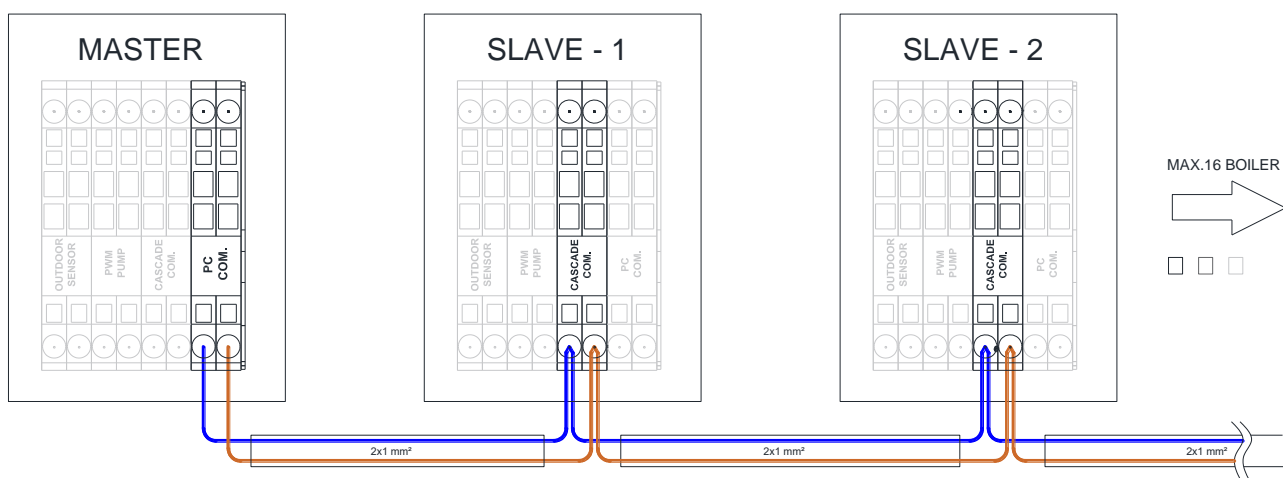 MASTER
OUTDOOR
SENSOR
PWM
PUMP
CASCADE
COM.
PC
COM.
SLAVE - 1
OUTDOOR
SENSOR
PWM
PUMP
CASCADE
COM.
PC
COM.
SLAVE - 2
OUTDOOR
SENSOR
PWM
PUMP
CASCADE
COM.
PC
COM.
MAX.16 BOILER
2x1 mm²
2x1 mm²
2x1 mm²